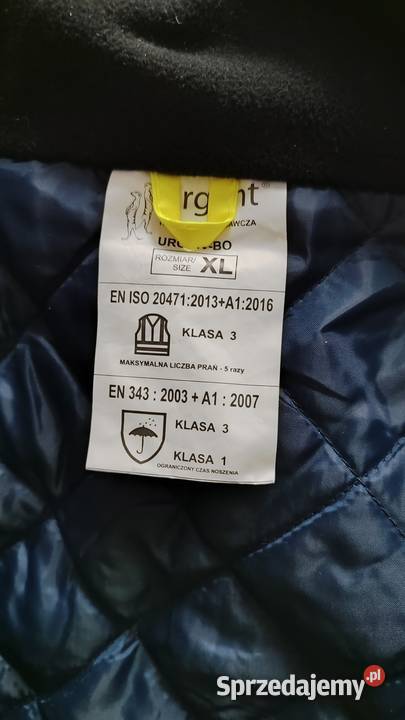 ROZMIAR/
SIZE
XL
EN ISO 20471:2013+A1:2016
KLASA 3
MAKSYMALNA LICZBA PRAŃ - 5 razy
EN 343 : 2003 + A1 : 2007
KLASA 3
KLASA 1
OGRANICZONY CZAS NOSZENIA
Sprzedajemy.pl